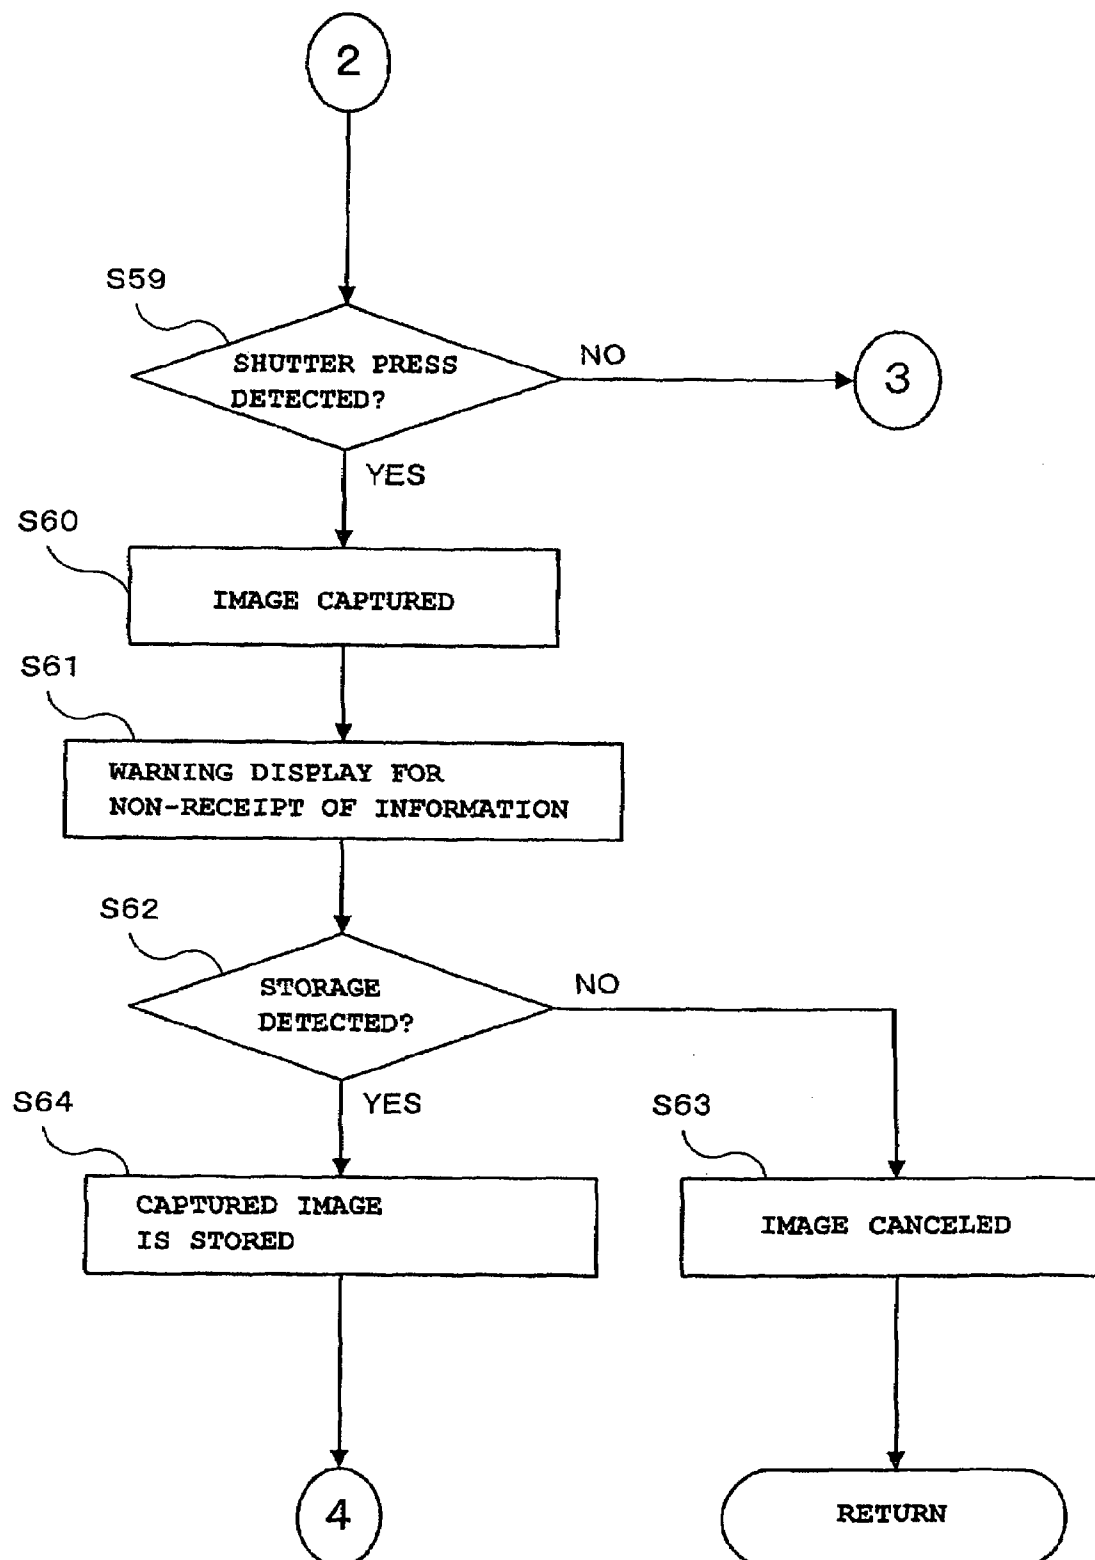 2
S59
SHUTTER PRESS
DETECTED?
NO
3
YES
S60
IMAGE CAPTURED
S61
WARNING DISPLAY FOR
NON-RECEIPT OF INFORMATION
S62
STORAGE
DETECTED?
NO
YES
S64
CAPTURED IMAGE
IS STORED
S63
IMAGE CANCELED
4
RETURN